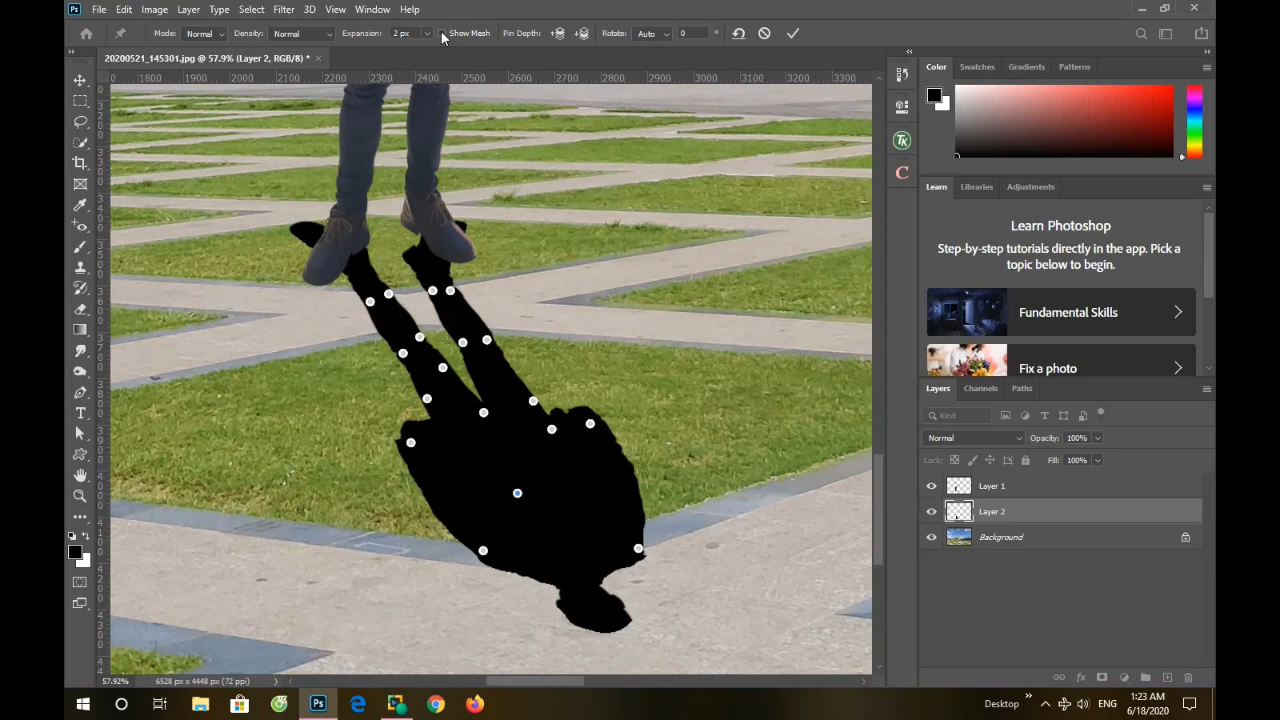 Ps File Edit Image Layer Type Select Filter 3D View Window Help
Mode: Normal Density: Normal Expansion: 2 px Show Mesh Pin Depth: Rotate: Auto 0
20200521_145301.jpg @ 57.9% (Layer 2, RGB/8) *
0 1800 1900 2000 2100 2200 2300 2400 2500 2600 2700 2800 2900 3000 3100 3200 3300
Color Swatches Gradients Patterns
TK
C
Learn Libraries Adjustments
Learn Photoshop
Step-by-step tutorials directly in the app. Pick a
topic below to begin.
Fundamental Skills
Fix a photo
Layers Channels Paths
Kind
Normal Opacity: 100%
Lock: Fill: 100%
Layer 1
Layer 2
Background
57.92% 6528 px x 4448 px (72 ppi)
Ps Desktop ENG 1:23 AM
6/18/2020